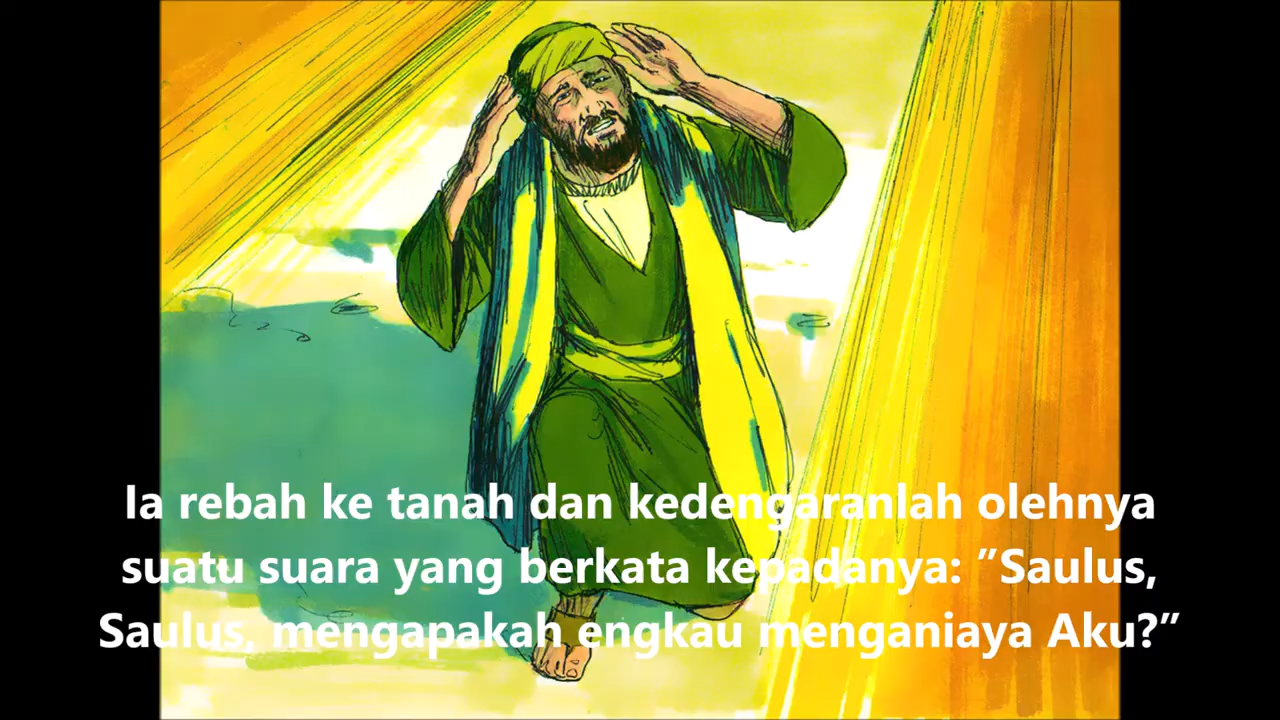 Ia rebah ke tanah dan kedengaranlah olehnya
suatu suara yang berkata kepadanya: ”Saulus,
Saulus, mengapakah engkau menganiaya Aku?”